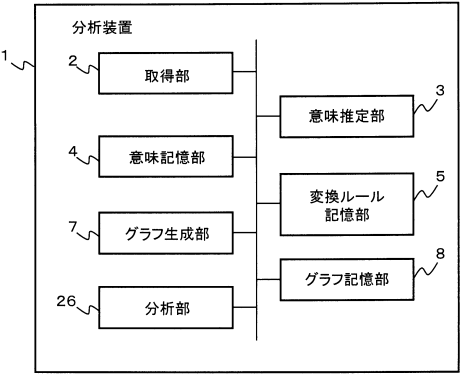 分析装置
1
2
取得部
3
意味推定部
4
意味記憶部
5
変換ルール
記憶部
7
グラフ生成部
8
グラフ記憶部
26
分析部